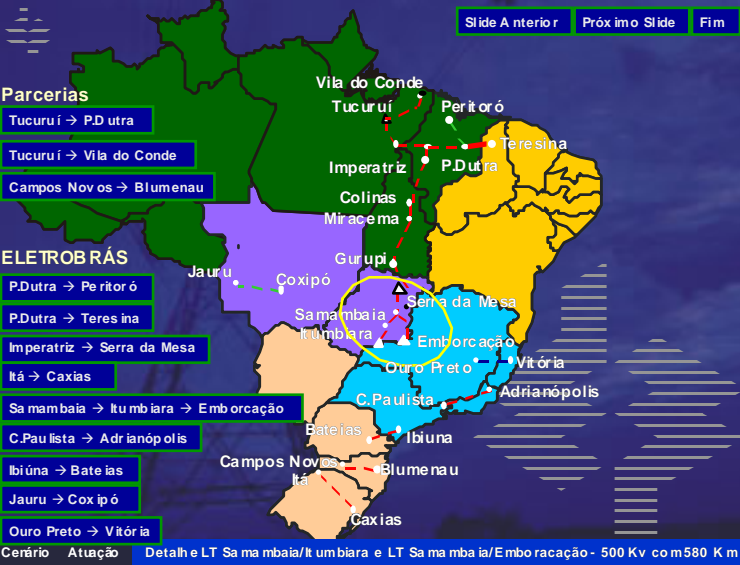 Slide Anterior
Próximo Slide
Fim
Parcerias
Tucuruí → P.Dutra
Tucuruí → Vila do Conde
Campos Novos → Blumenau
ELETROBRÁS
P.Dutra → Peritoró
P.Dutra → Teresina
Imperatriz → Serra da Mesa
Itá → Caxias
Samambaia → Itumbiara → Emborcação
C.Paulista → Adrianópolis
Ibiúna → Bateias
Jauru → Coxipó
Ouro Preto → Vitória
Vila do Conde
Tucuruí
Peritoró
Teresina
Imperatriz
P.Dutra
Colinas
Miracema
Gurupi
Jauru
Coxipó
Serra da Mesa
Samambaia
Itumbiara
Emborcação
Ouro Preto
Vitória
Adrianópolis
C.Paulista
Bateias
Ibiuna
Campos Novos
Blumenau
Itá
Caxias
Cenário
Atuação
Detalhe LT Samambaia/Itumbiara e LT Samambaia/Emboracação - 500 Kv com 580 Km